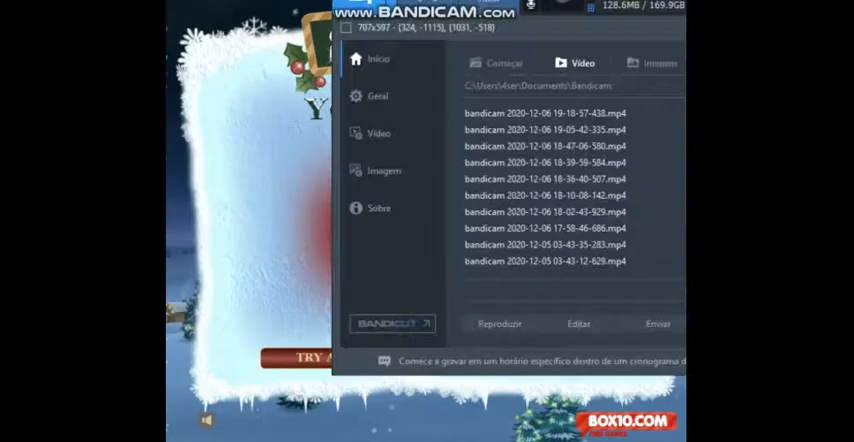 www.BANDICAM.com
128.6MB / 169.9GB
707x597 - (324, -1115), (1031, -518)
Início
Começar
Vídeo
C:\Users\4ser\Documents\Bandicam
Geral
bandicam 2020-12-06 19-18-57-438.mp4
bandicam 2020-12-06 19-05-42-335.mp4
Vídeo
bandicam 2020-12-06 18-47-06-580.mp4
bandicam 2020-12-06 18-39-59-584.mp4
Imagem
bandicam 2020-12-06 18-36-40-507.mp4
bandicam 2020-12-06 18-10-08-142.mp4
Sobre
bandicam 2020-12-06 18-02-43-929.mp4
bandicam 2020-12-06 17-58-46-686.mp4
bandicam 2020-12-05 03-43-35-283.mp4
bandicam 2020-12-05 03-43-12-629.mp4
BANDICUT
Reproduzir
Editar
Enviar
TRY
Comece a gravar em um horário específico dentro de um cronograma d
BOX10.COM
FREE GAMES